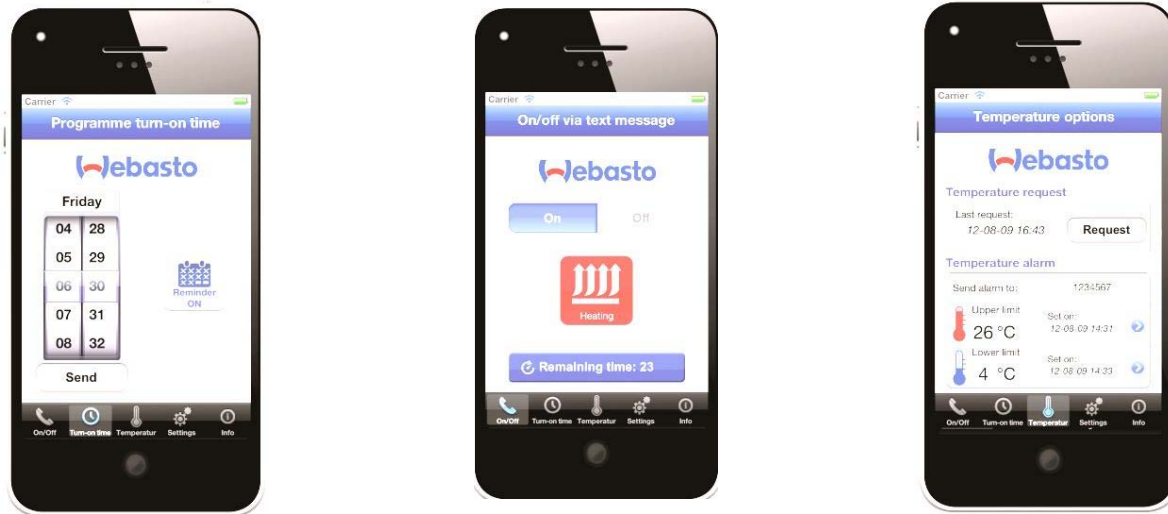 Carrier
Programme turn-on time
Webasto
Friday
04 28
05 29
06 30
07 31
08 32
Reminder
ON
Send
On/Off Turn-on time Temperatur Settings Info
Carrier
On/off via text message
Webasto
On Off
Heating
Remaining time: 23
On/Off Turn-on time Temperatur Settings Info
Carrier
Temperature options
Webasto
Temperature request
Last request:
12-08-09 16:43
Request
Temperature alarm
Send alarm to: 1234567
Upper limit
26 °C
Set on:
12-08-09 14:31
Lower limit
4 °C
Set on:
12-08-09 14:33
On/Off Turn-on time Temperatur Settings Info